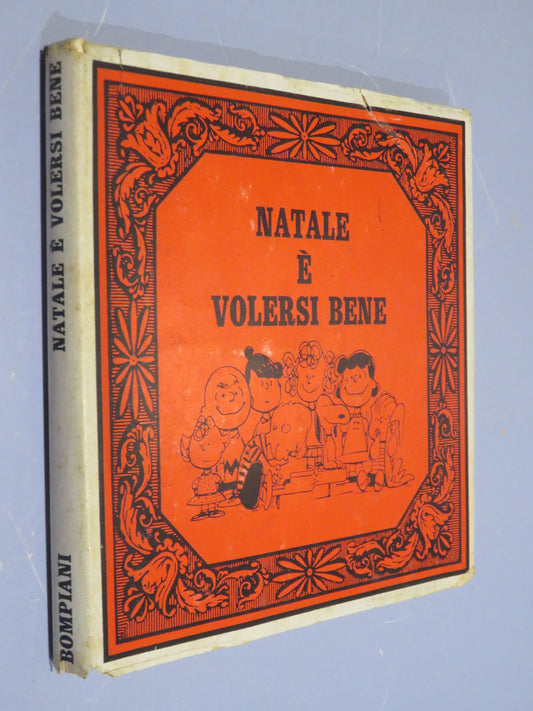 NATALE
È
VOLERSI BENE
NATALE E VOLERSI BENE
BOMPIANI